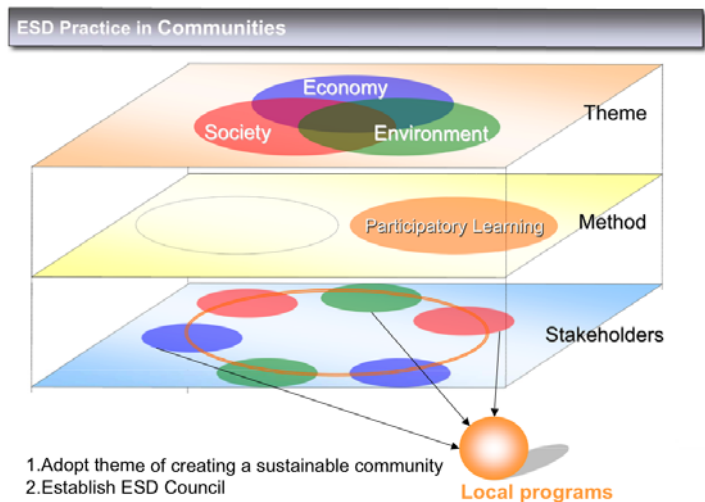 ESD Practice in Communities
Economy
Society
Environment
Theme
Participatory Learning
Method
Stakeholders
1.Adopt theme of creating a sustainable community
2.Establish ESD Council
Local programs